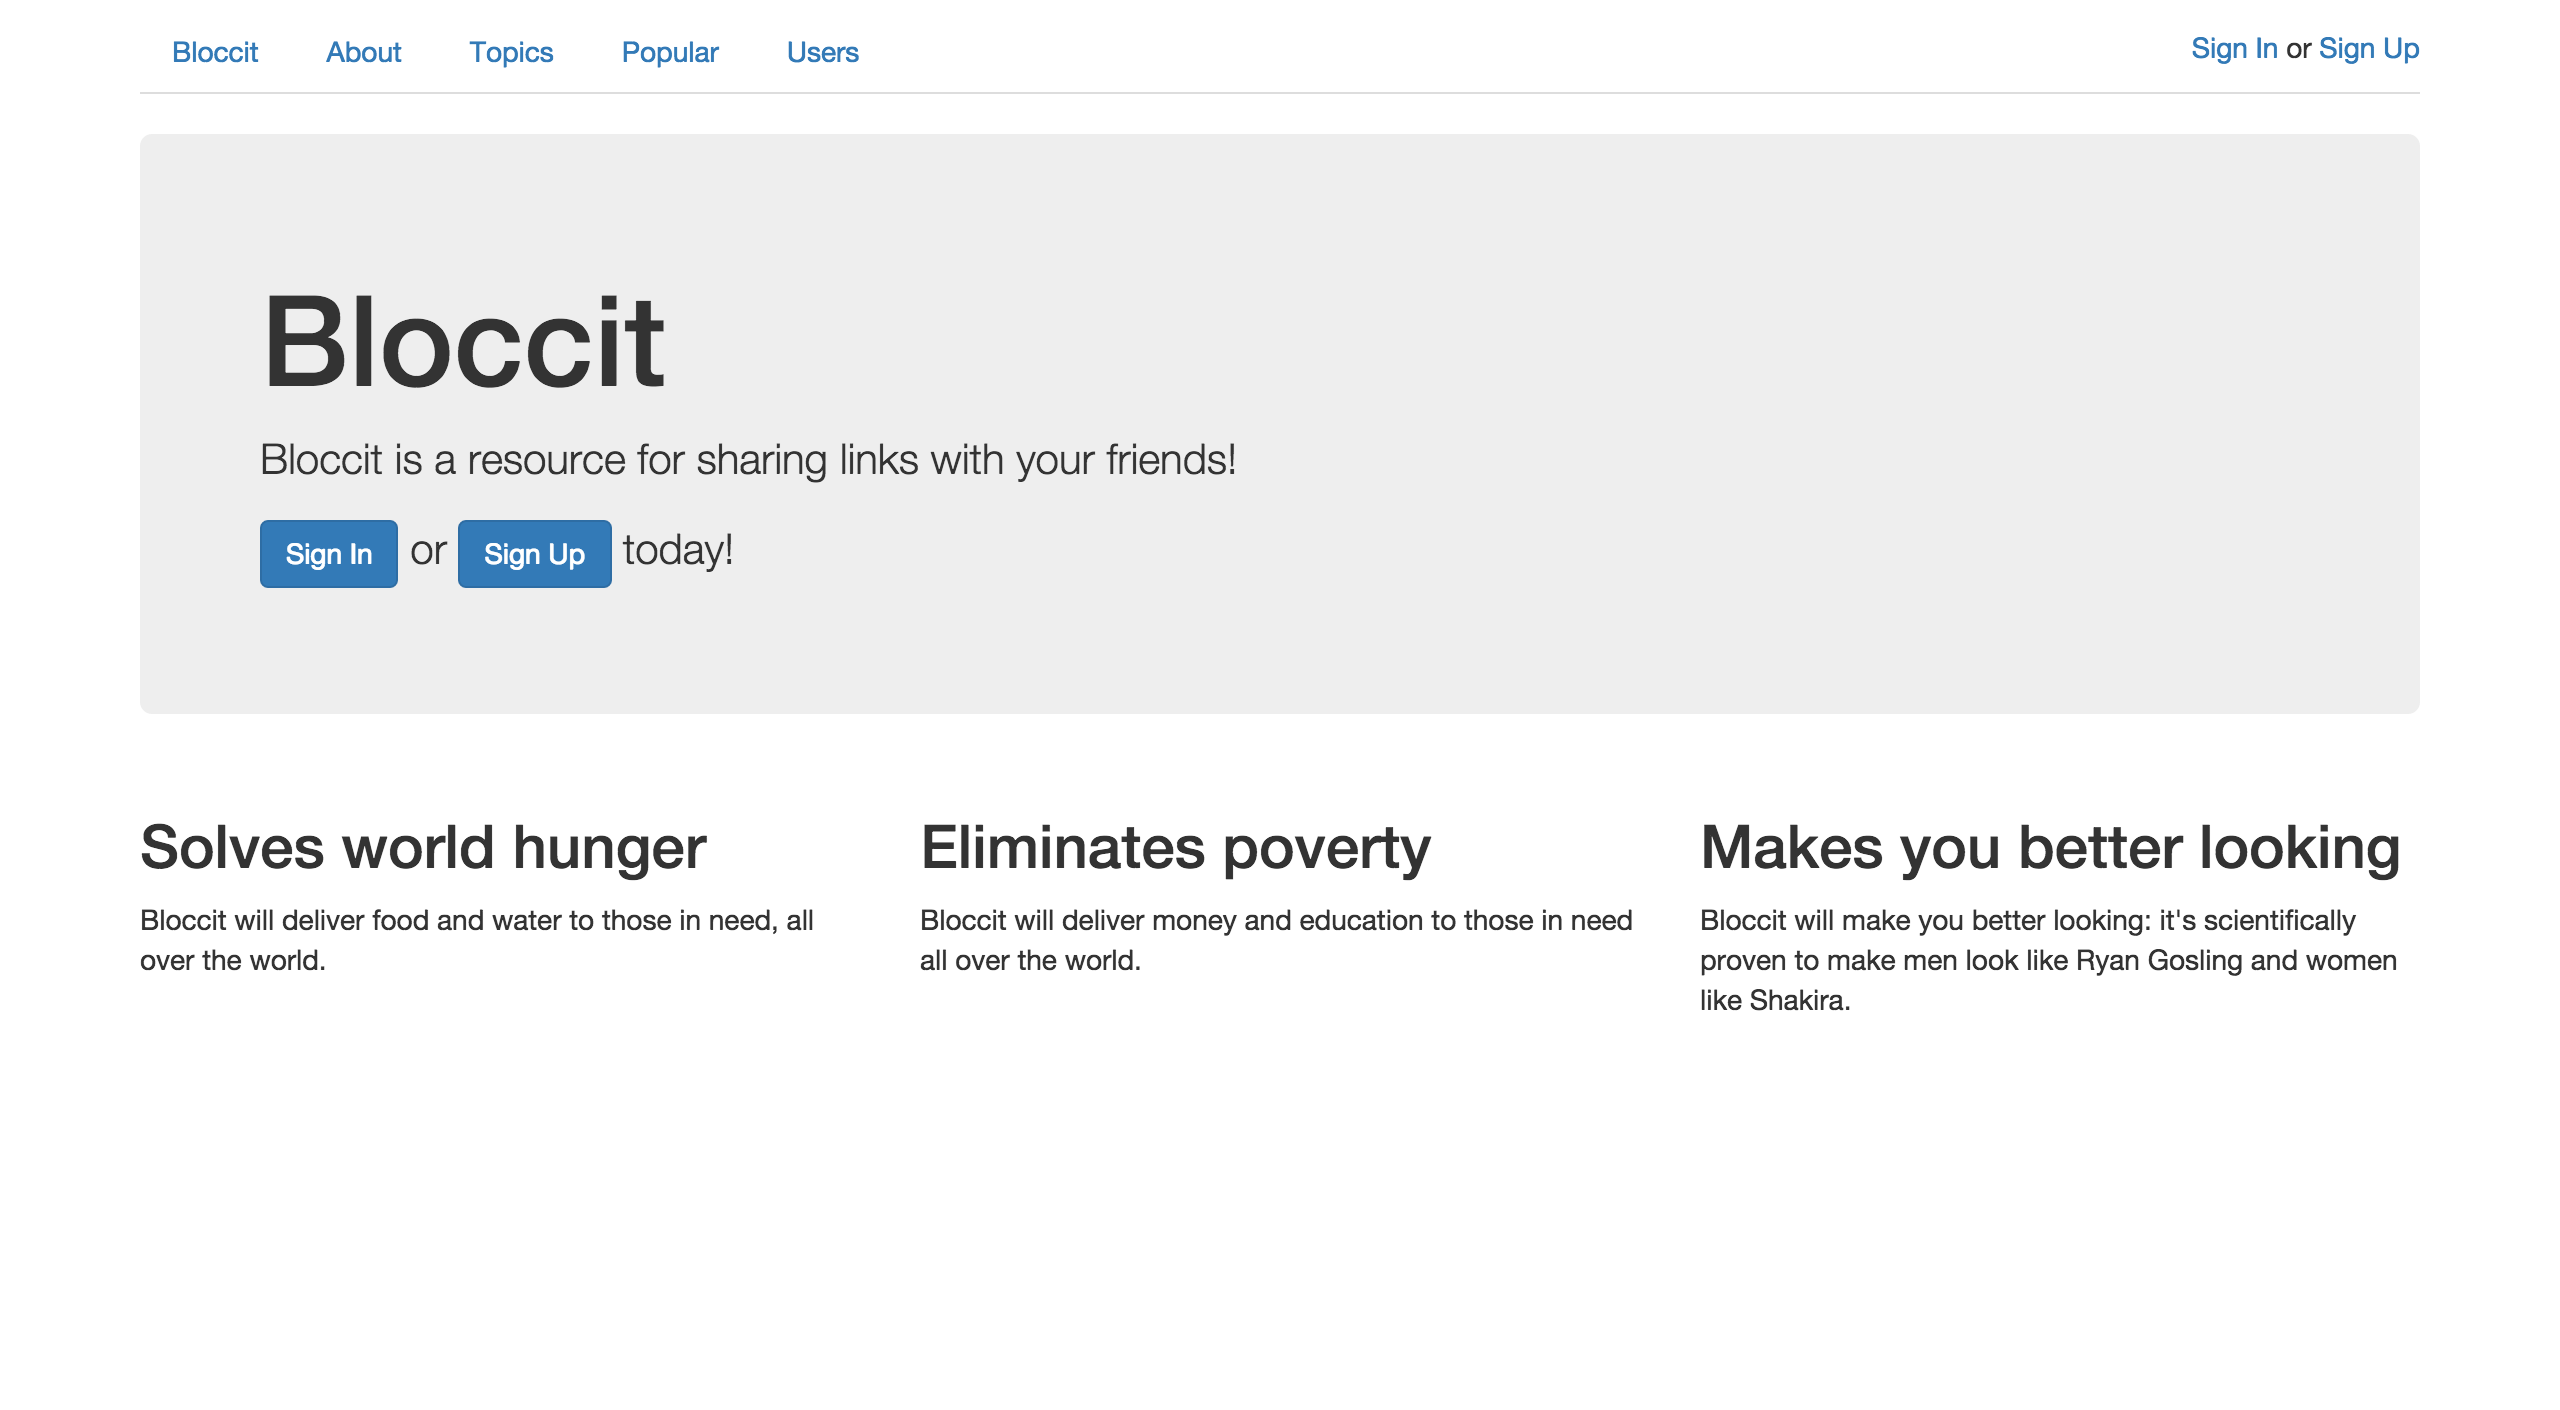 Bloccit About Topics Popular Users Sign In or Sign Up
Bloccit
Bloccit is a resource for sharing links with your friends!
Sign In or Sign Up today!
Solves world hunger
Bloccit will deliver food and water to those in need, all
over the world.
Eliminates poverty
Bloccit will deliver money and education to those in need
all over the world.
Makes you better looking
Bloccit will make you better looking: it's scientifically
proven to make men look like Ryan Gosling and women
like Shakira.